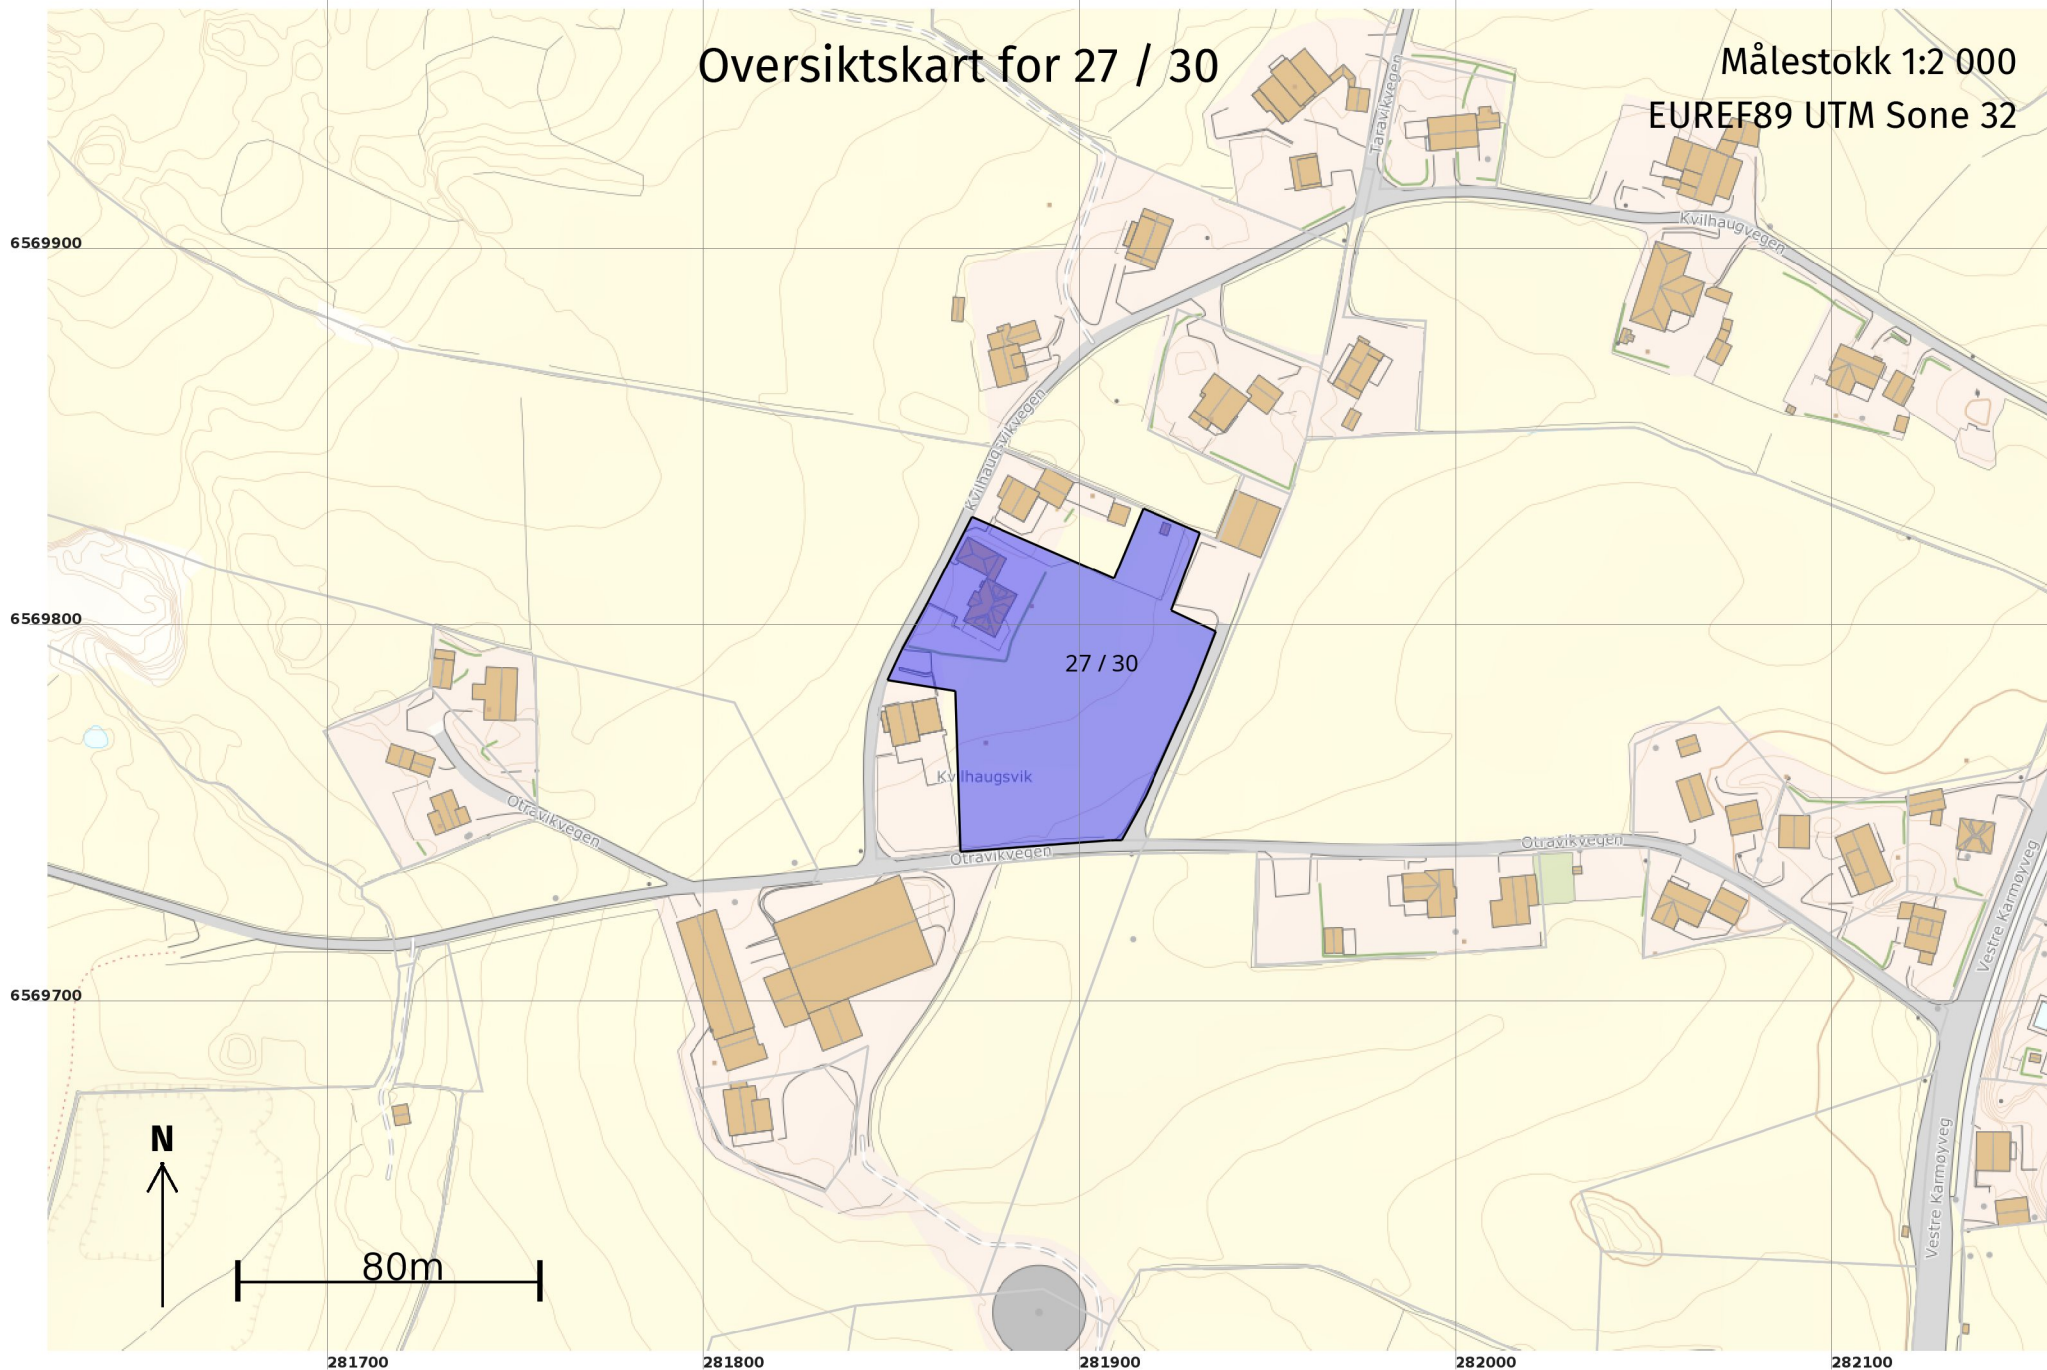 Oversiktskart for 27 / 30
Målestokk 1:2 000
EUREF89 UTM Sone 32
Taravikvegen
Kvilhaugvegen
6569900
Kvilhaugsvikvegen
6569800
27 / 30
Kvilhaugsvik
Otravikvegen
Otravikvegen
Otravikvegen
Vestre Karmøyveg
6569700
N
80m
Vestre Karmøyveg
281700
281800
281900
282000
282100